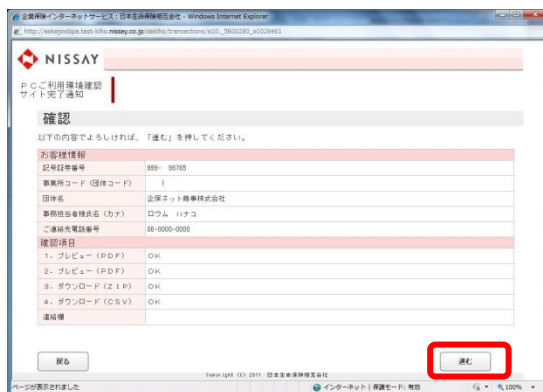 企業保険インターネットサービス：日本生命保険相互会社 - Windows Internet Explorer
NISSAY
ＰＣご利用環境確認
サイト完了通知
確認
以下の内容でよろしければ、「進む」を押してください。
お客様情報
記号証券番号 999- 98765
事業所コード（団体コード） 1
団体名 企保ネット商事株式会社
事務担当者様氏名（カナ） ロウム ハナコ
ご連絡先電話番号 06-0000-0000
確認項目
１．プレビュー（ＰＤＦ） ＯＫ
２．プレビュー（ＰＤＦ） ＯＫ
３．ダウンロード（ＺＩＰ） ＯＫ
４．ダウンロード（ＣＳＶ） ＯＫ
連絡欄
戻る 進む
Copyright (C) 2011 日本生命保険相互会社
ページが表示されました インターネット | 保護モード: 有効 100%